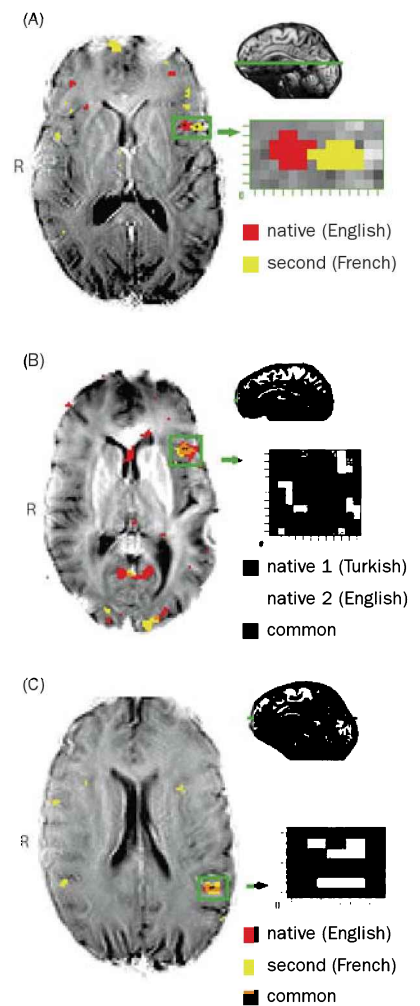 (A)
R
native (English)
second (French)
(B)
R
native 1 (Turkish)
native 2 (English)
common
(C)
native (English)
second (French)
common